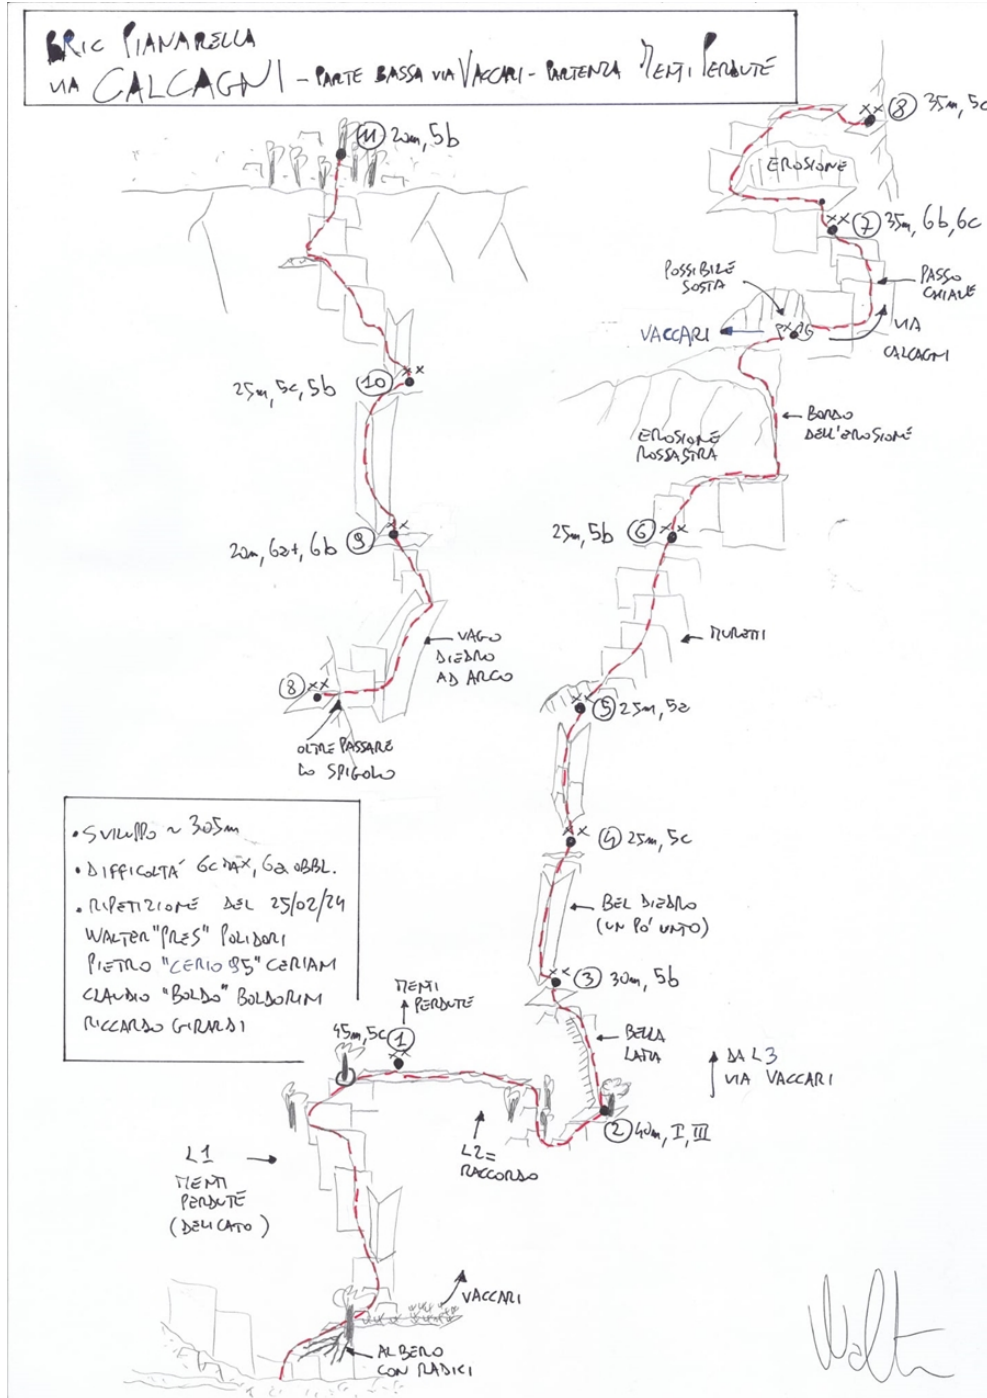 BRIC PIANARELLA
VIA CALCAGNI - PARTE BASSA VIA VACCARI - PARTENZA MENTI PERDUTE
11 20m, 5b
8 35m, 5c
EROSIONE
7 35m, 6b, 6c
POSSIBILE
SOSTA
PASSO
CHIAVE
VACCARI
VIA
CALCAGNI
10
25m, 5c, 5b
BORDO
DELL'EROSIONE
EROSIONE
ROSSASTRA
25m, 5b 6
20m, 6a+, 6b 9
MURETTI
VAGO
DIEDRO
AD ARCO
8
5 25m, 5a
OLTREPASSARE
LO SPIGOLO
• SVILUPPO ~ 305m
• DIFFICOLTÁ 6c MAX, 6a OBBL.
• RIPETIZIONE DEL 25/02/24
WALTER "PRES" POLIDORI
PIETRO "CERIO 85" CERIANI
CLAUDIO "BOLDO" BOLDORINI
RICCARDO GIRARDI
4 25m, 5c
BEL DIEDRO
(UN PO' UNTO)
3 30m, 5b
MENTI
PERDUTE
45m, 5c 1
BELLA
LAMA
DA L3
VIA VACCARI
2 40m, I, III
L2=
RACCORDO
L1
MENTI
PERDUTE
(DELICATO)
VACCARI
ALBERO
CON RADICI
Walter